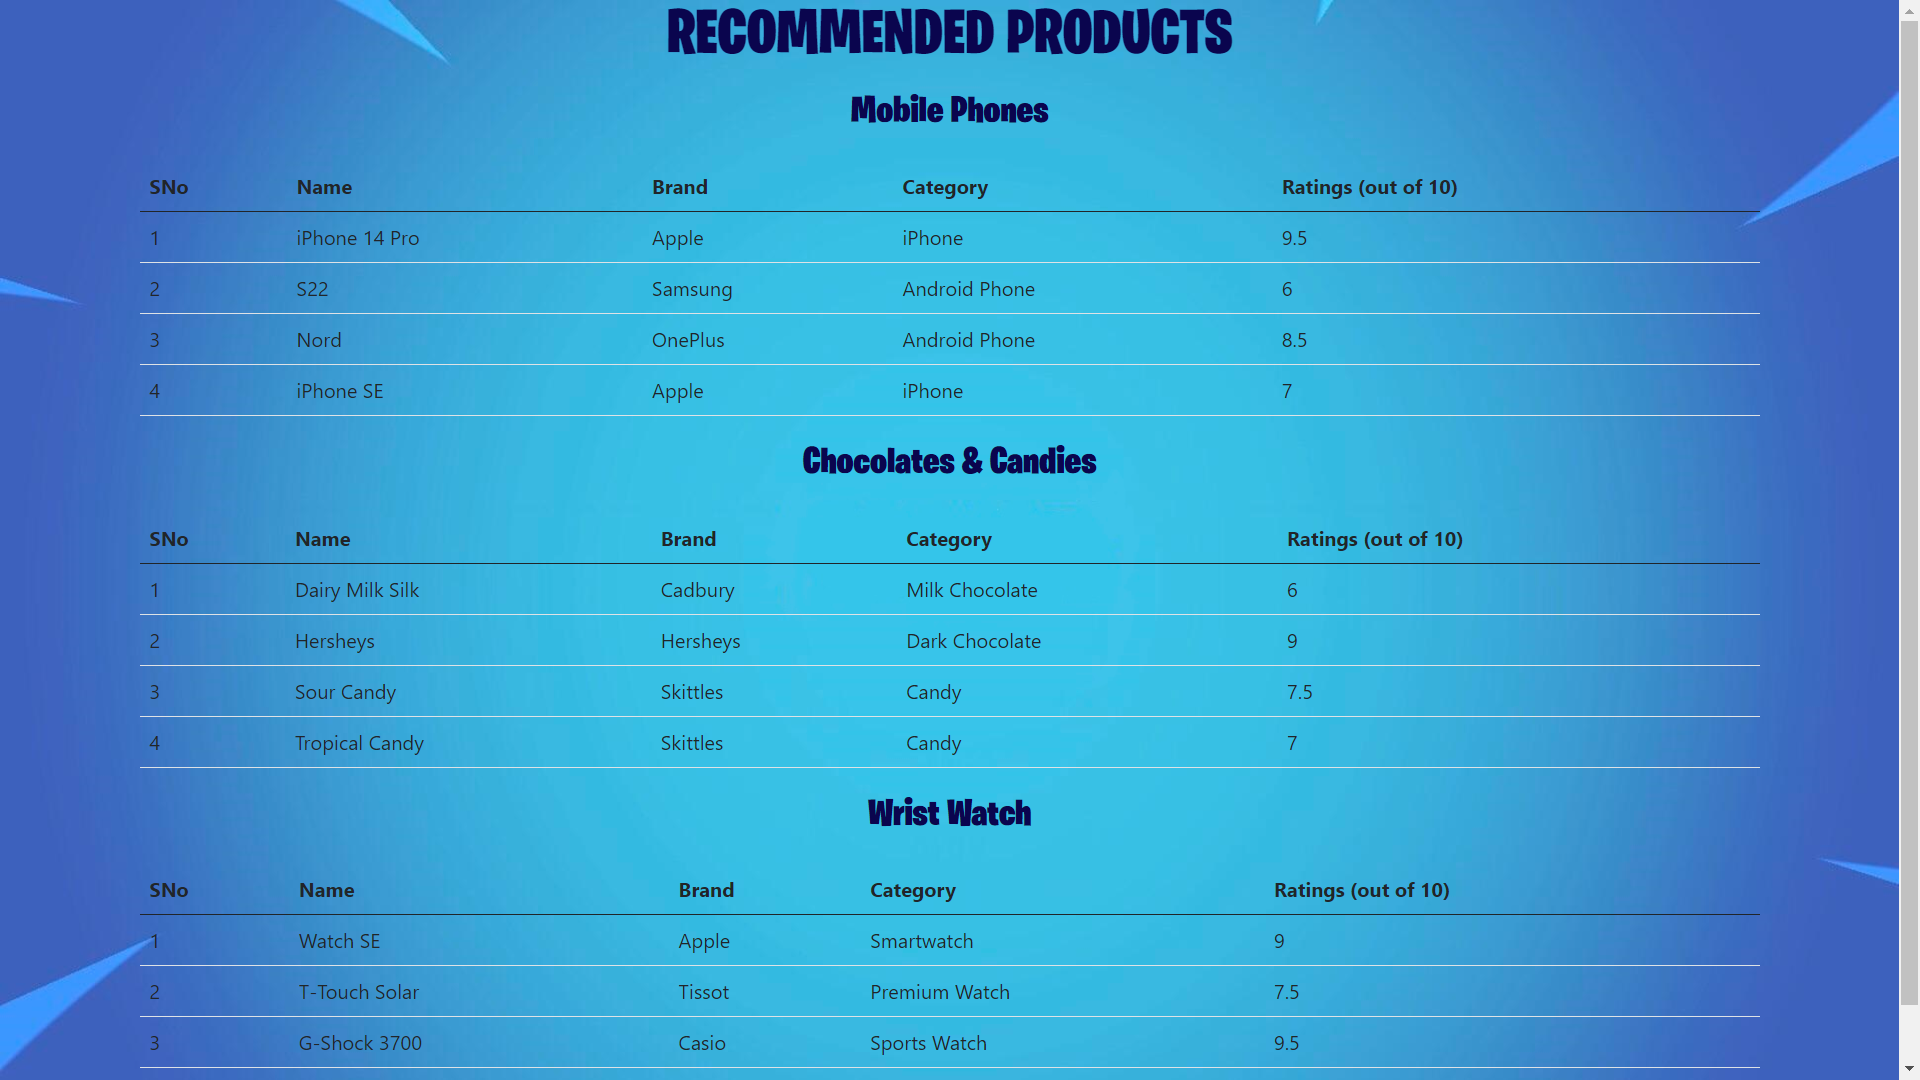 RECOMMENDED PRODUCTS
Mobile Phones
SNo Name Brand Category Ratings (out of 10)
1 iPhone 14 Pro Apple iPhone 9.5
2 S22 Samsung Android Phone 6
3 Nord OnePlus Android Phone 8.5
4 iPhone SE Apple iPhone 7
Chocolates & Candies
SNo Name Brand Category Ratings (out of 10)
1 Dairy Milk Silk Cadbury Milk Chocolate 6
2 Hersheys Hersheys Dark Chocolate 9
3 Sour Candy Skittles Candy 7.5
4 Tropical Candy Skittles Candy 7
Wrist Watch
SNo Name Brand Category Ratings (out of 10)
1 Watch SE Apple Smartwatch 9
2 T-Touch Solar Tissot Premium Watch 7.5
3 G-Shock 3700 Casio Sports Watch 9.5